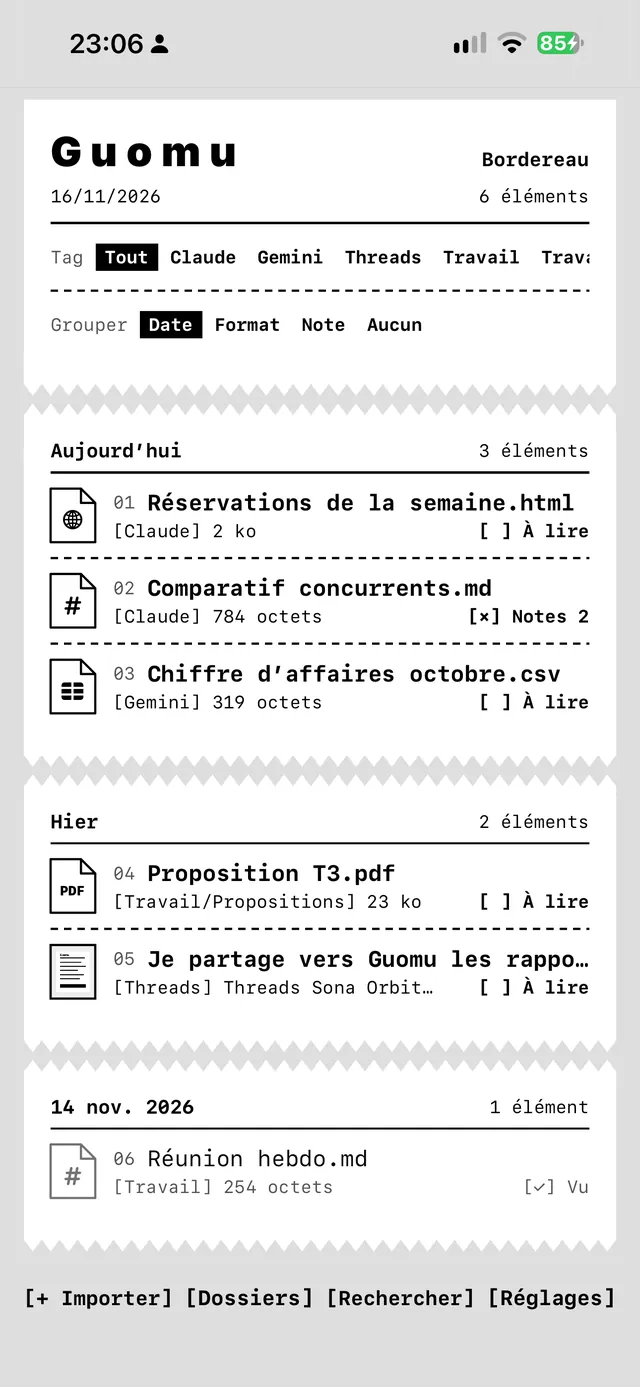 23:06
85
Guomu
Bordereau
16/11/2026 6 éléments
Tag Tout Claude Gemini Threads Travail Trava
Grouper Date Format Note Aucun
Aujourd’hui 3 éléments
01 Réservations de la semaine.html
[Claude] 2 ko [ ] À lire
# 02 Comparatif concurrents.md
[Claude] 784 octets [×] Notes 2
03 Chiffre d’affaires octobre.csv
[Gemini] 319 octets [ ] À lire
Hier 2 éléments
PDF 04 Proposition T3.pdf
[Travail/Propositions] 23 ko [ ] À lire
05 Je partage vers Guomu les rappo…
[Threads] Threads Sona Orbit… [ ] À lire
14 nov. 2026 1 élément
# 06 Réunion hebdo.md
[Travail] 254 octets [✓] Vu
[+ Importer] [Dossiers] [Rechercher] [Réglages]